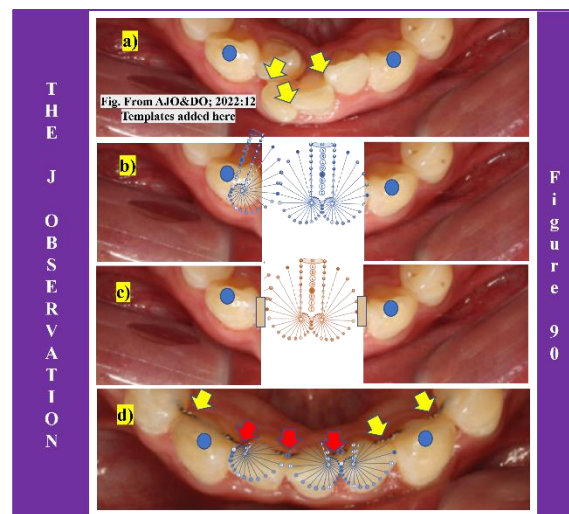 THE J OBSERVATION
a)
Fig. From AJO&DO; 2022:12
Templates added here
b)
c)
d)
Figure 90